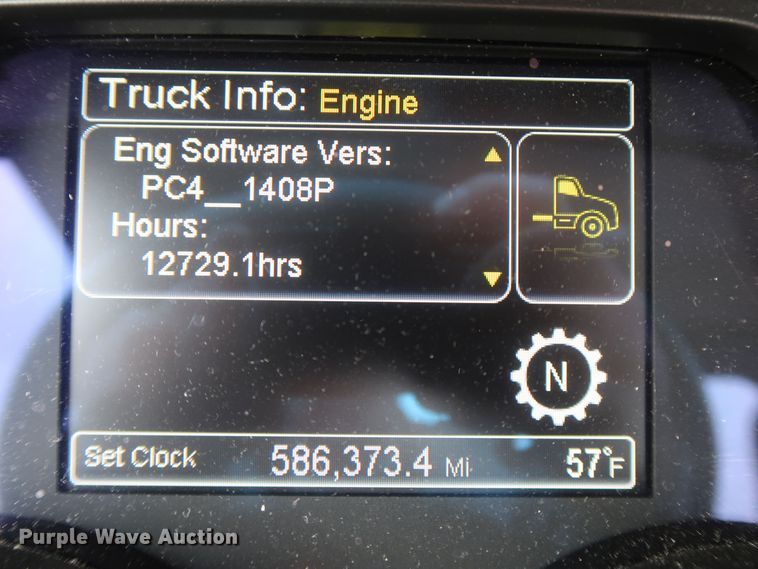 Truck Info: Engine
Eng Software Vers:
PC4__1408P
Hours:
12729.1hrs
N
Set Clock 586,373.4 Mi 57°F
Purple Wave Auction